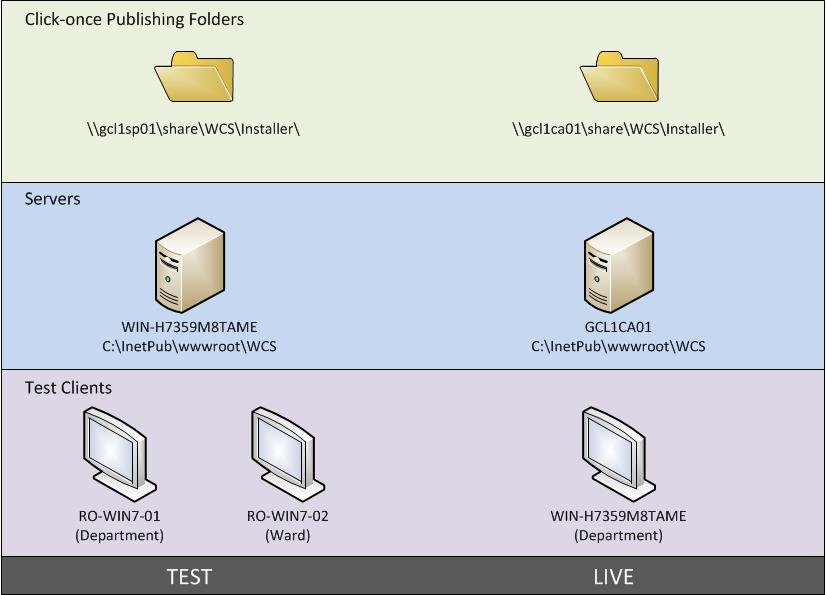 Click-once Publishing Folders
\\gcl1sp01\share\WCS\Installer\
\\gcl1ca01\share\WCS\Installer\
Servers
WIN-H7359M8TAME
C:\InetPub\wwwroot\WCS
GCL1CA01
C:\InetPub\wwwroot\WCS
Test Clients
RO-WIN7-01
(Department)
RO-WIN7-02
(Ward)
WIN-H7359M8TAME
(Department)
TEST
LIVE